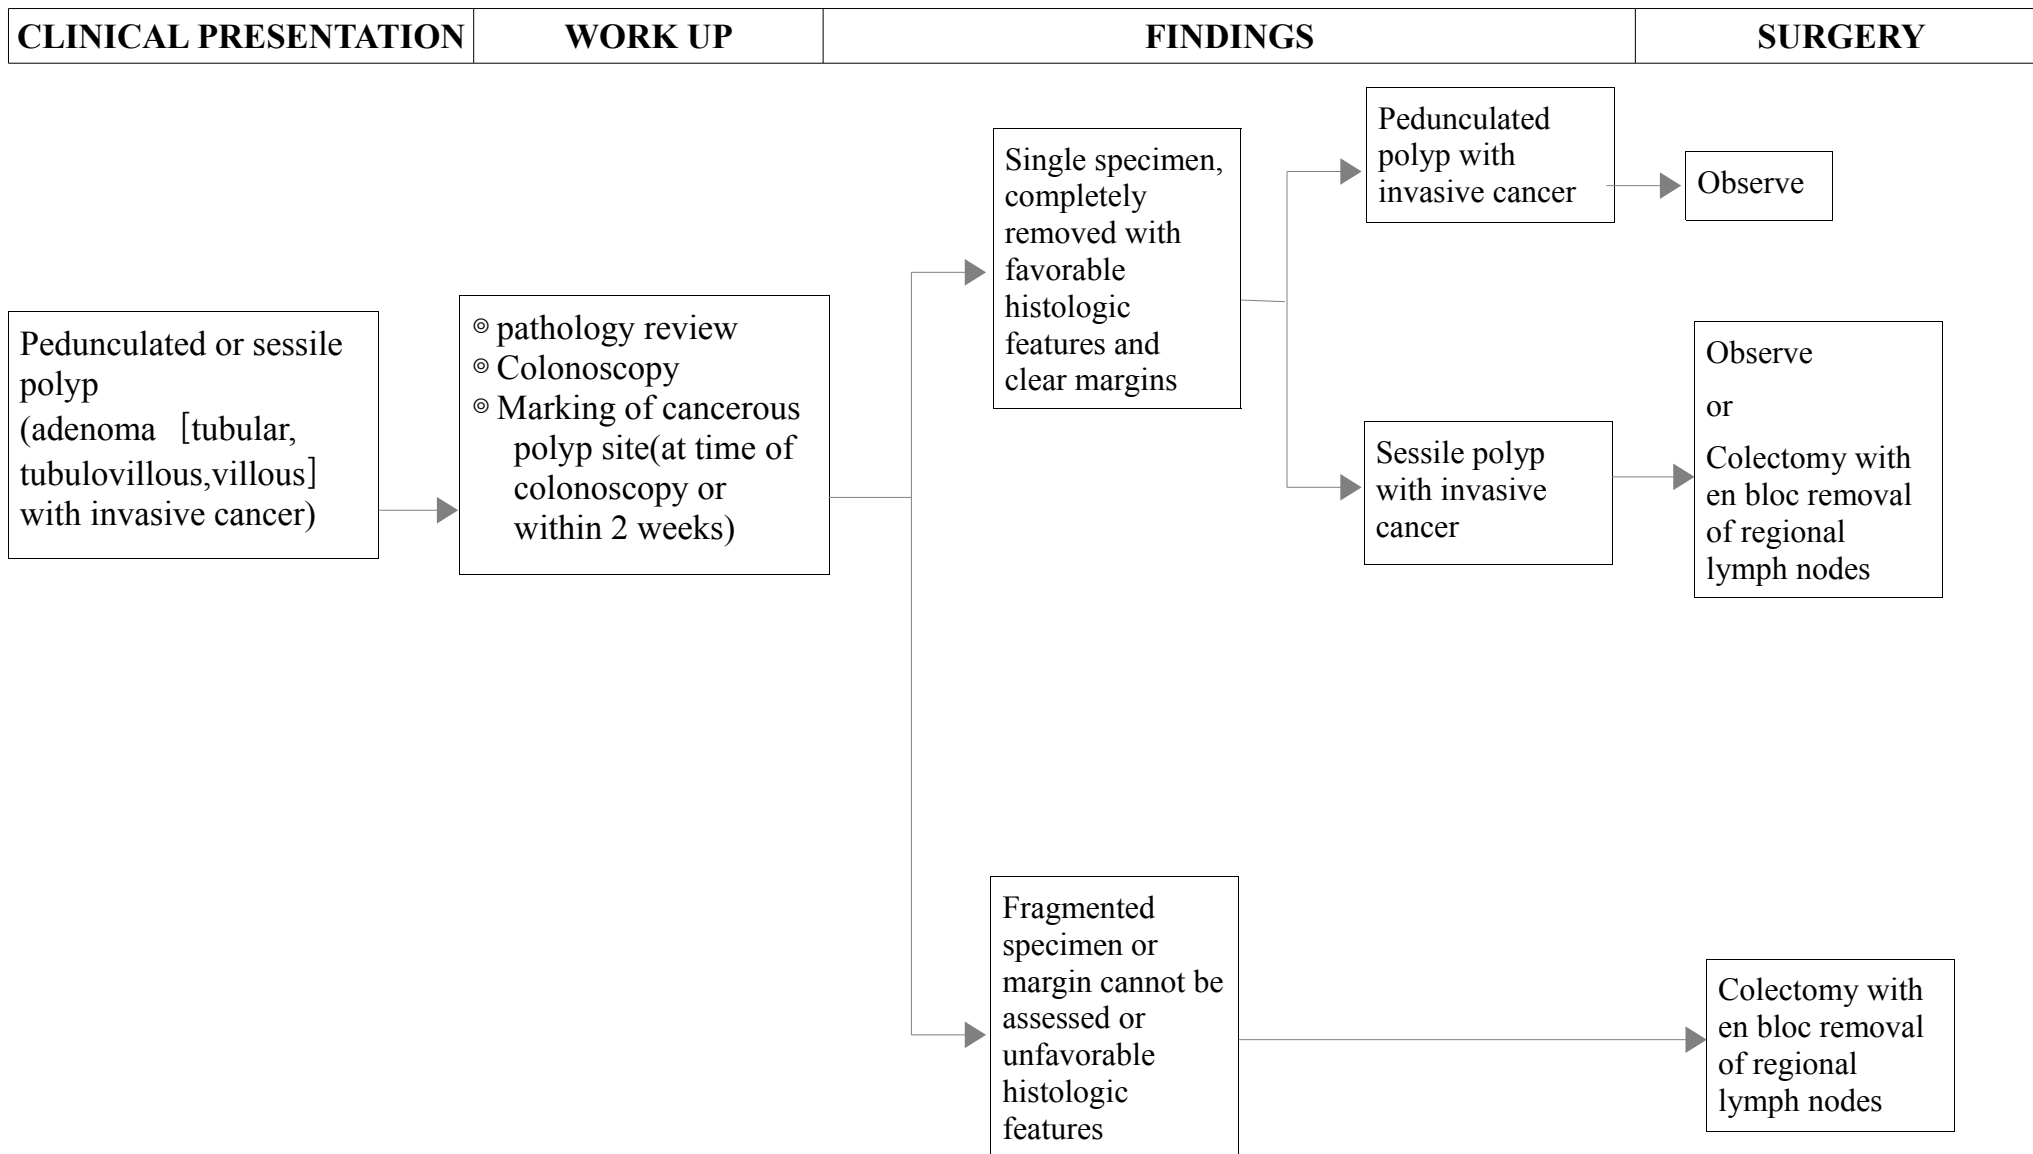 CLINICAL PRESENTATION
WORK UP
FINDINGS
SURGERY
Pedunculated or sessile
polyp
(adenoma [tubular,
tubulovillous,villous]
with invasive cancer)
◎ pathology review
◎ Colonoscopy
◎ Marking of cancerous
polyp site(at time of
colonoscopy or
within 2 weeks)
Single specimen,
completely
removed with
favorable
histologic
features and
clear margins
Pedunculated
polyp with
invasive cancer
Observe
Sessile polyp
with invasive
cancer
Observe
or
Colectomy with
en bloc removal
of regional
lymph nodes
Fragmented
specimen or
margin cannot be
assessed or
unfavorable
histologic
features
Colectomy with
en bloc removal
of regional
lymph nodes